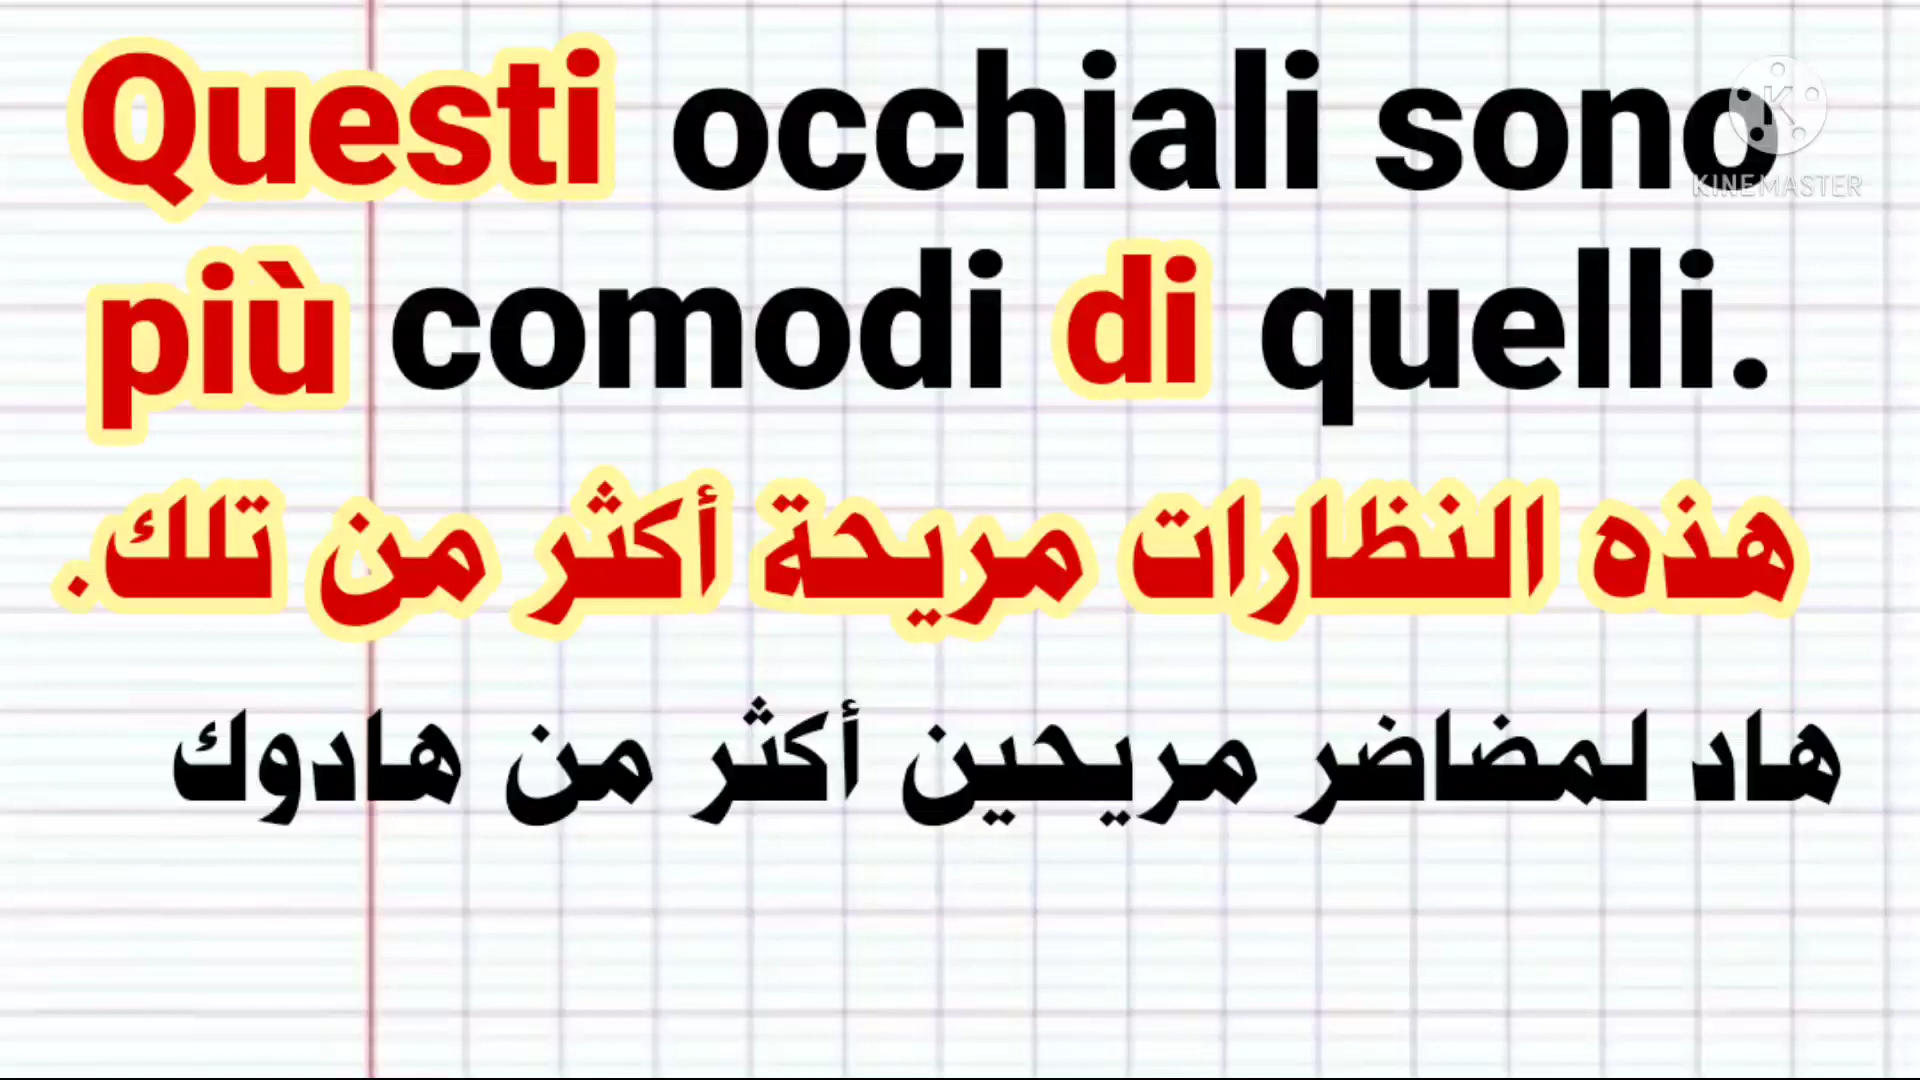 Questi occhiali sono
più comodi di quelli.
هذه النظارات مريحة أكثر من تلك.
هاد لمضاضر مريحين أكثر من هادوك
KINEMASTER